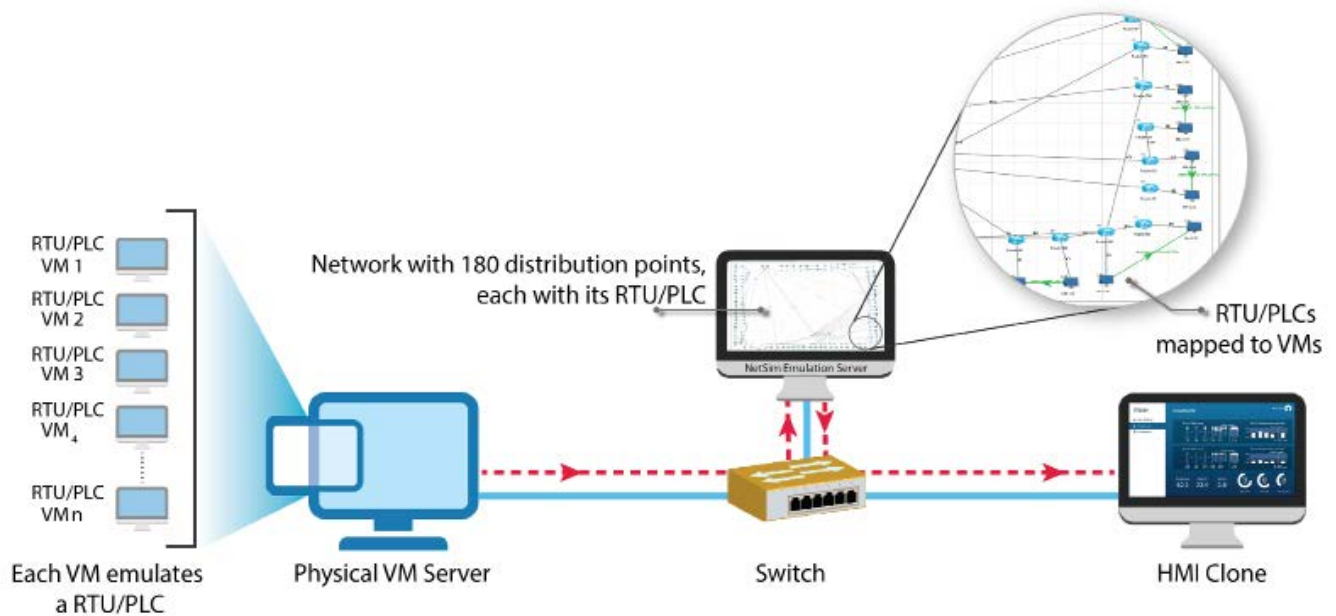 RTU/PLC
VM 1
RTU/PLC
VM 2
RTU/PLC
VM 3
RTU/PLC
VM 4
RTU/PLC
VM n
Each VM emulates
a RTU/PLC
Physical VM Server
Network with 180 distribution points,
each with its RTU/PLC
NetSim Emulation Server
Switch
RTU/PLCs
mapped to VMs
HMI Clone